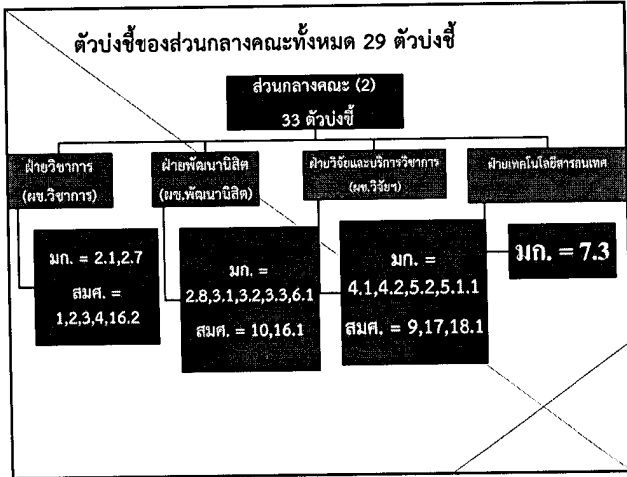 ตัวบ่งชี้ของส่วนกลางคณะทั้งหมด 29 ตัวบ่งชี้
ส่วนกลางคณะ (2)
33 ตัวบ่งชี้
ฝ่ายวิชาการ
(ผช.วิชาการ)
ฝ่ายพัฒนานิสิต
(ผช.พัฒนานิสิต)
ฝ่ายวิจัยและบริการวิชาการ
(ผช.วิจัยฯ)
ฝ่ายเทคโนโลยีสารสนเทศ
มก. = 2.1,2.7
สมศ. =
1,2,3,4,16.2
มก. =
2.8,3.1,3.2,3.3,6.1
สมศ. = 10,16.1
มก. =
4.1,4.2,5.2,5.1.1
สมศ. = 9,17,18.1
มก. = 7.3